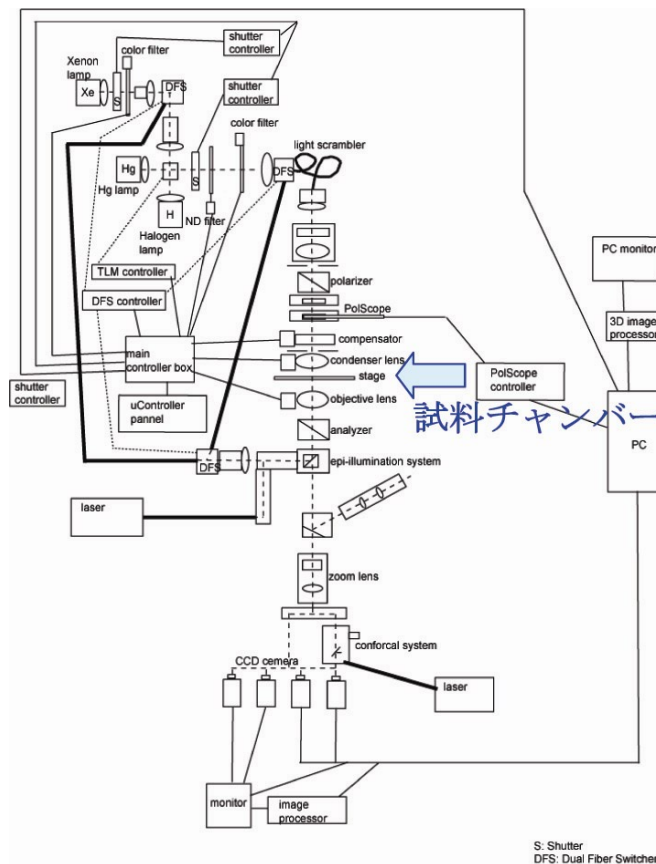 shutter
controller
color filter
Xenon
lamp
Xe
S
DFS
shutter
controller
color filter
light scrambler
Hg
Hg lamp
S
DFS
H
ND filter
Halogen
lamp
polarizer
PC monitor
TLM controller
DFS controller
PolScope
3D image
processor
compensator
main
controller box
condenser lens
stage
PolScope
controller
shutter
controller
uController
pannel
objective lens
試料チャンバー
analyzer
PC
DFS
epi-illumination system
laser
zoom lens
conforcal system
CCD cemera
laser
monitor
image
processor
S: Shutter
DFS: Dual Fiber Switcher